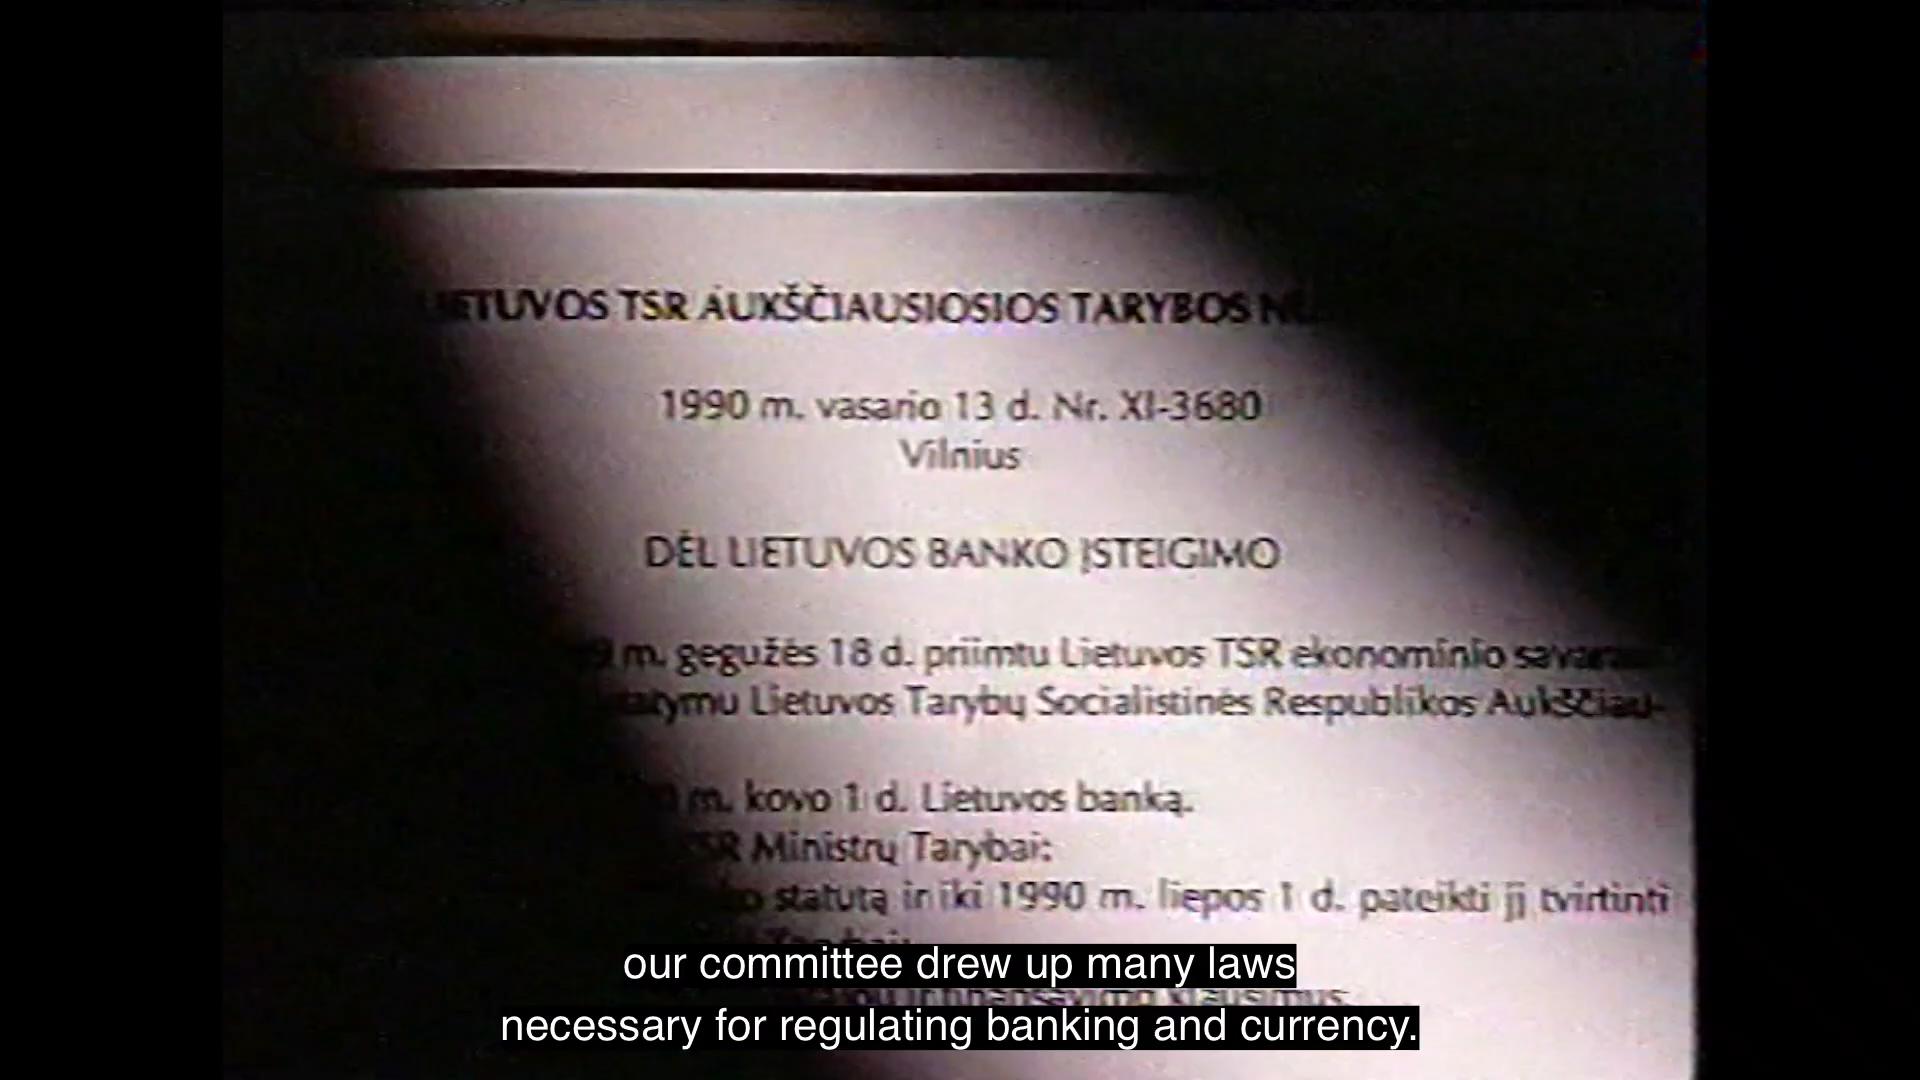 LIETUVOS TSR AUKŠČIAUSIOSIOS TARYBOS
1990 m. vasario 13 d. Nr. XI-3680
Vilnius
DĖL LIETUVOS BANKO ĮSTEIGIMO
m. gegužės 18 d. priimtu Lietuvos TSR ekonominio
Lietuvos Tarybų Socialistinės Respublikos Aukščiau-
m. kovo 1 d. Lietuvos banką.
TSR Ministrų Tarybai:
statutą ir iki 1990 m. liepos 1 d. pateikti jį tvirtinti
our committee drew up many laws
necessary for regulating banking and currency.